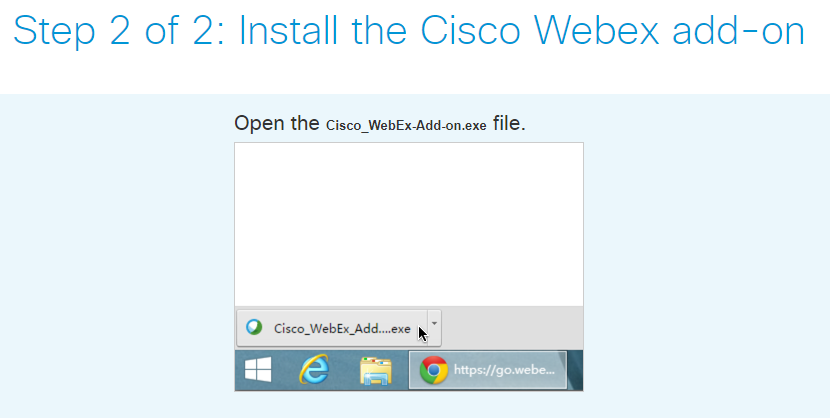 Step 2 of 2: Install the Cisco Webex add-on
Open the Cisco_WebEx-Add-on.exe file.
Cisco_WebEx_Add....exe
https://go.webe...